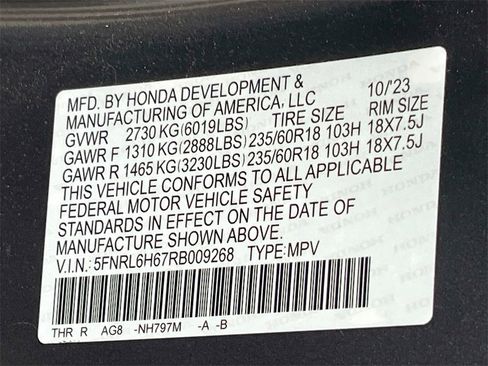 MFD. BY HONDA DEVELOPMENT &
MANUFACTURING OF AMERICA, LLC 10/'23
GVWR 2730 KG(6019LBS) TIRE SIZE RIM SIZE
GAWR F 1310 KG(2888LBS) 235/60R18 103H 18X7.5J
GAWR R 1465 KG(3230LBS) 235/60R18 103H 18X7.5J
THIS VEHICLE CONFORMS TO ALL APPLICABLE
FEDERAL MOTOR VEHICLE SAFETY
STANDARDS IN EFFECT ON THE DATE OF
MANUFACTURE SHOWN ABOVE.
V.I.N.: 5FNRL6H67RB009268 TYPE:MPV
THR R AG8 -NH797M -A -B